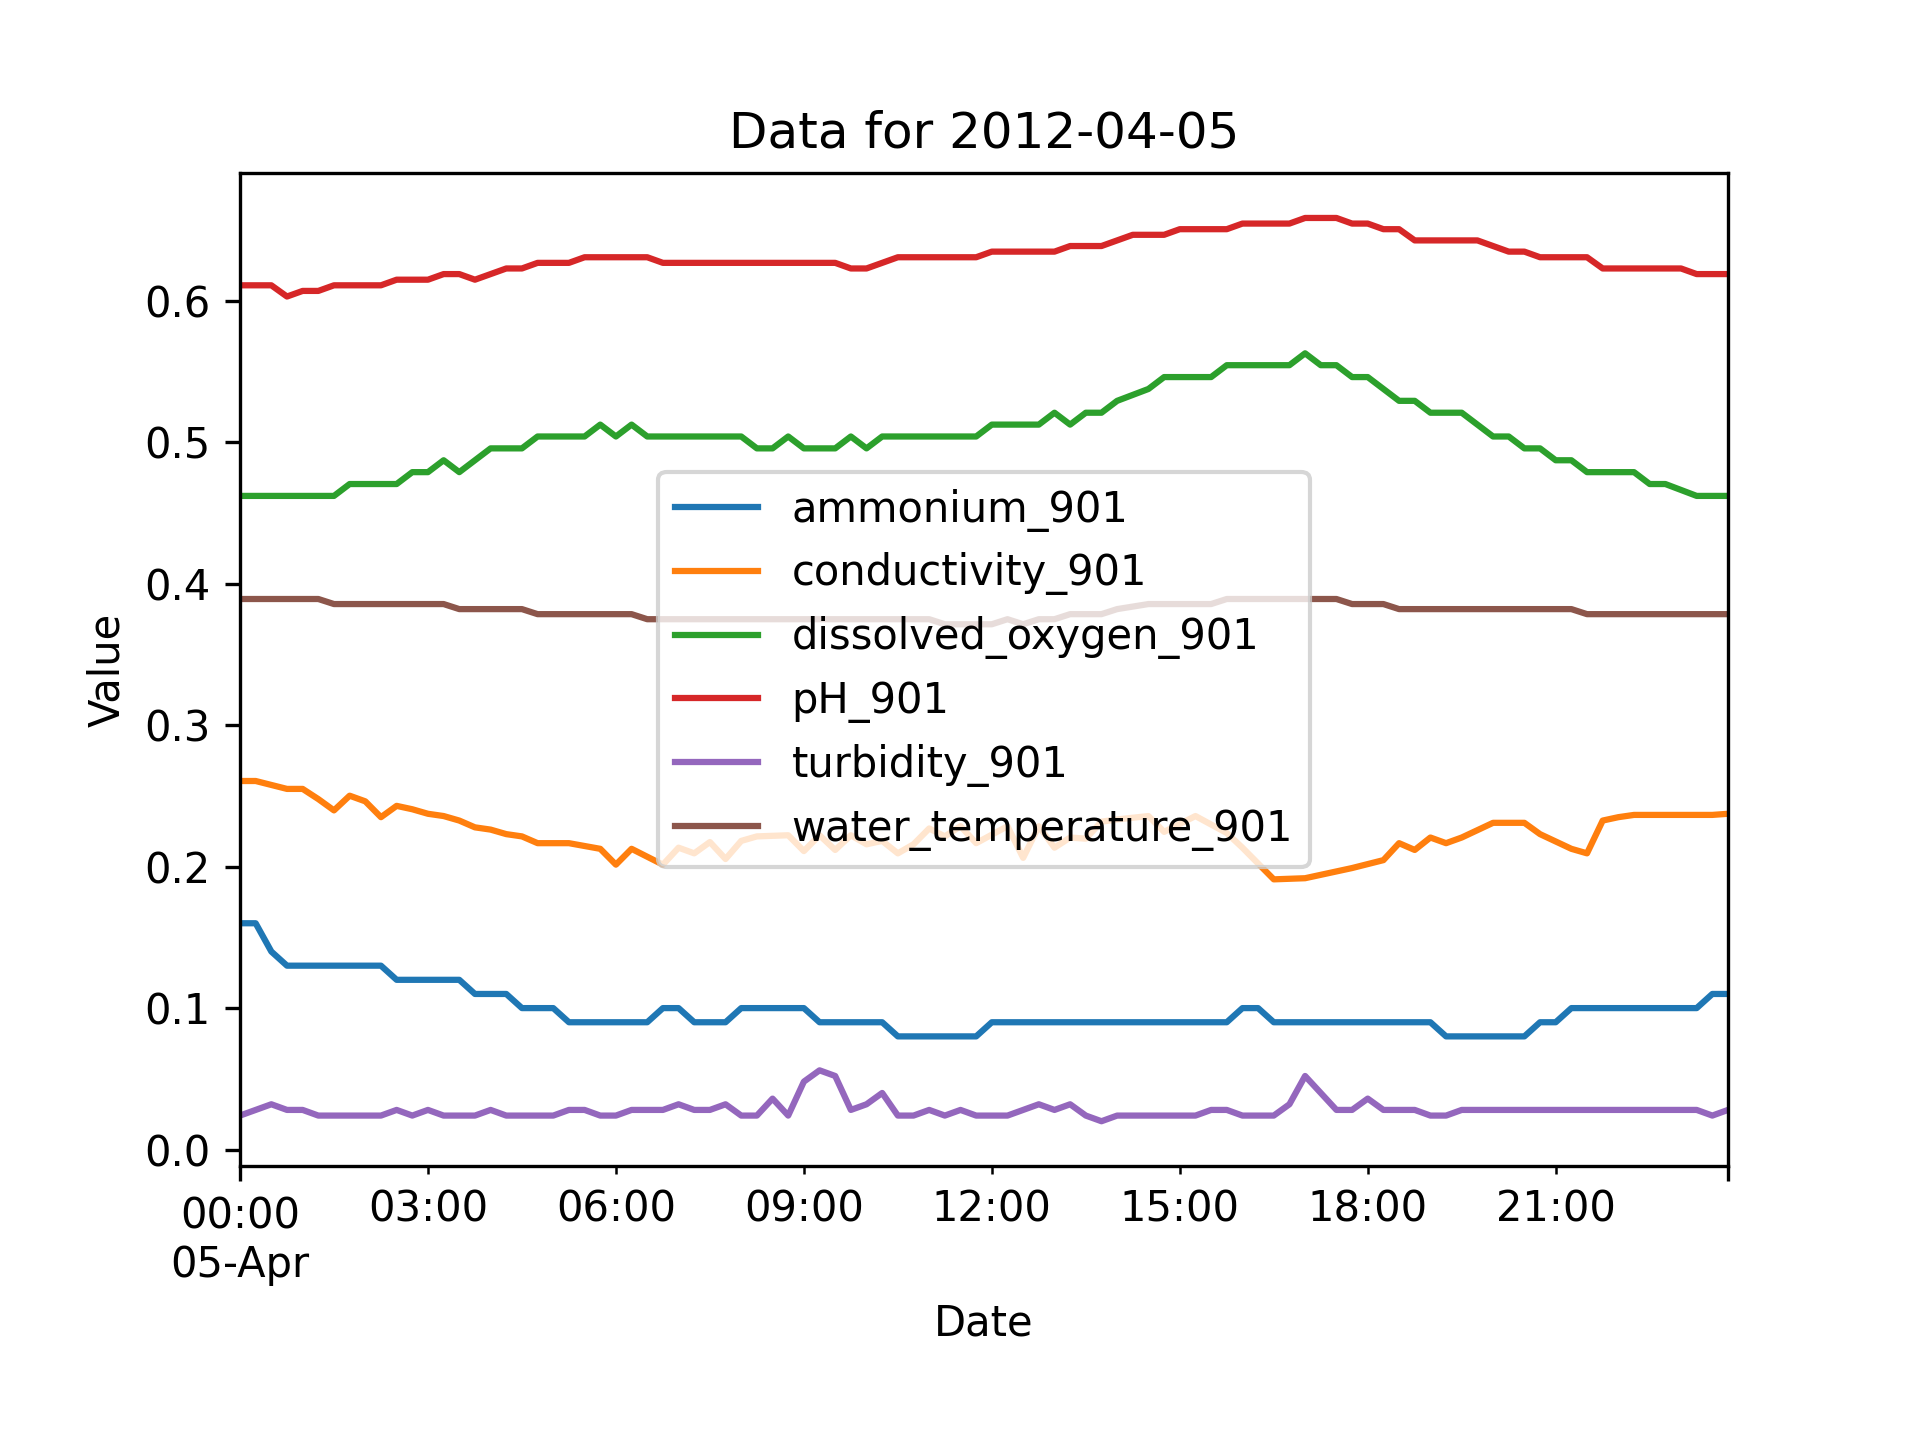 Data for 2012-04-05
Value
0.6
0.5
0.4
0.3
0.2
0.1
0.0
ammonium_901
conductivity_901
dissolved_oxygen_901
pH_901
turbidity_901
water_temperature_901
00:00 03:00 06:00 09:00 12:00 15:00 18:00 21:00
05-Apr
Date